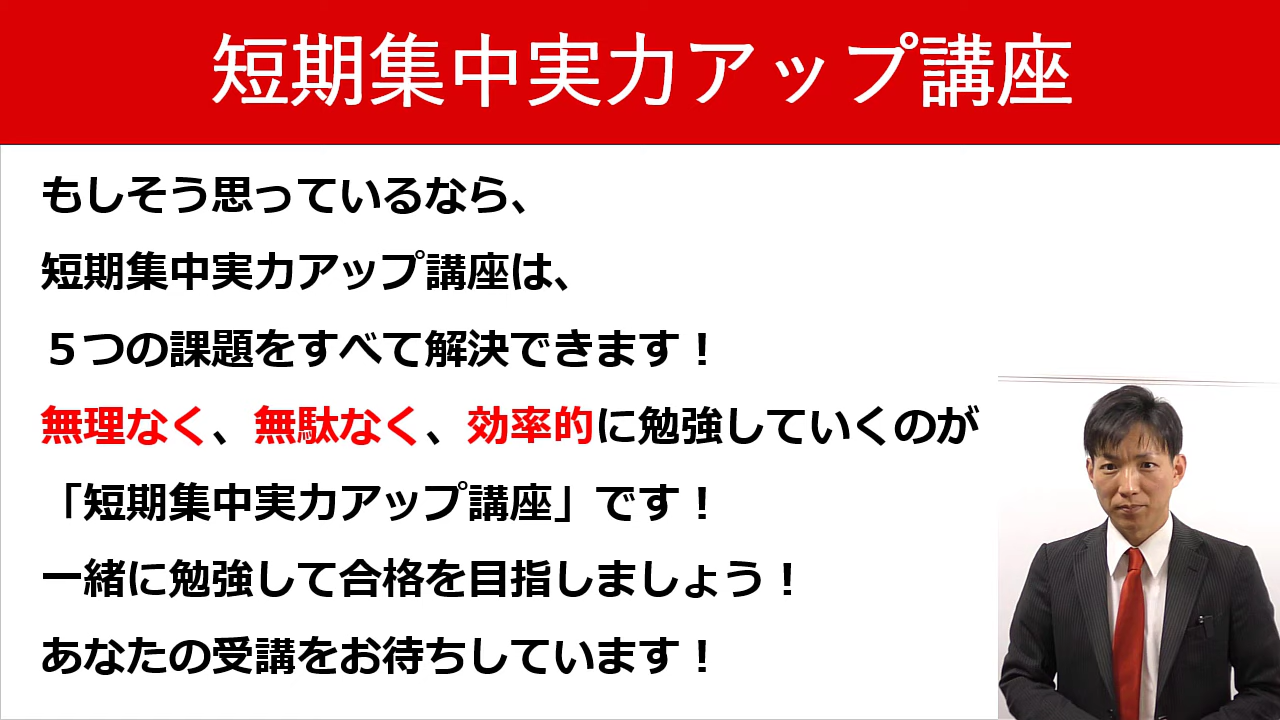 短期集中実力アップ講座
もしそう思っているなら、
短期集中実力アップ講座は、
５つの課題をすべて解決できます！
無理なく、無駄なく、効率的に勉強していくのが
「短期集中実力アップ講座」です！
一緒に勉強して合格を目指しましょう！
あなたの受講をお待ちしています！